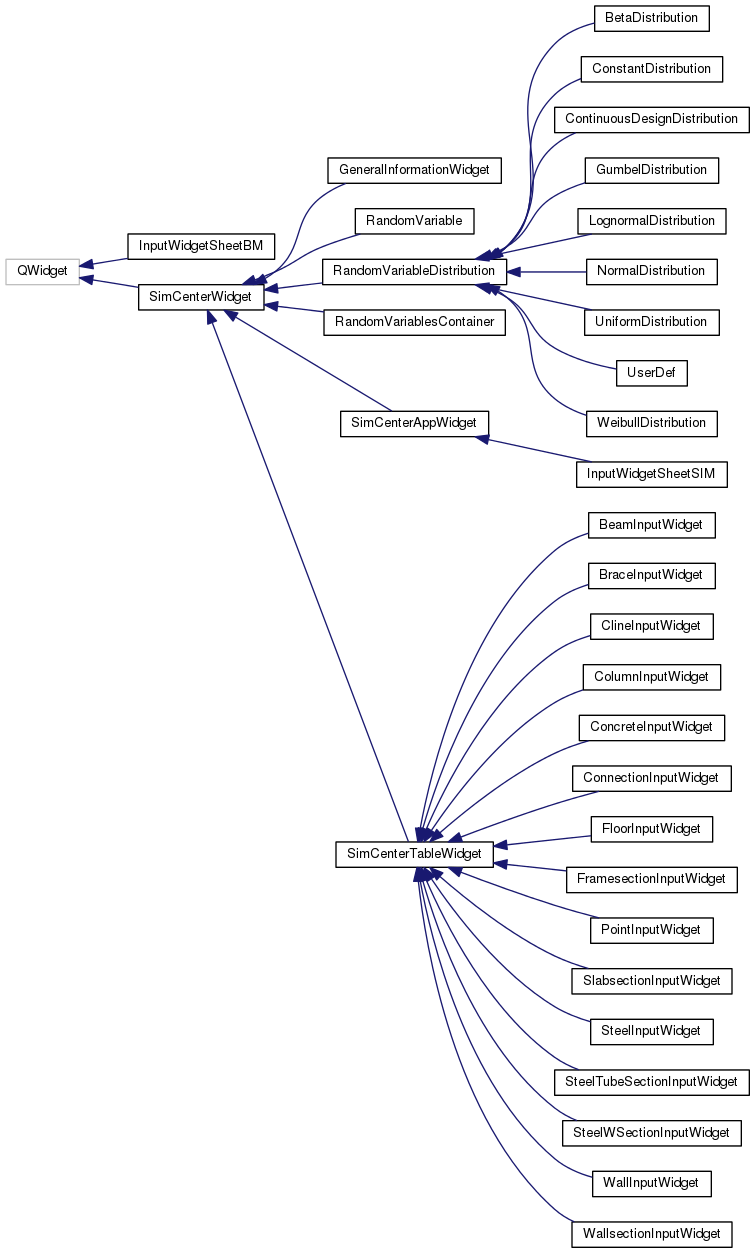 BetaDistribution
ConstantDistribution
ContinuousDesignDistribution
GeneralInformationWidget
GumbelDistribution
RandomVariable
LognormalDistribution
InputWidgetSheetBM
QWidget
RandomVariableDistribution
NormalDistribution
SimCenterWidget
RandomVariablesContainer
UniformDistribution
UserDef
SimCenterAppWidget
WeibullDistribution
InputWidgetSheetSIM
BeamInputWidget
BraceInputWidget
ClineInputWidget
ColumnInputWidget
ConcreteInputWidget
ConnectionInputWidget
FloorInputWidget
SimCenterTableWidget
FramesectionInputWidget
PointInputWidget
SlabsectionInputWidget
SteelInputWidget
SteelTubeSectionInputWidget
SteelWSectionInputWidget
WallInputWidget
WallsectionInputWidget